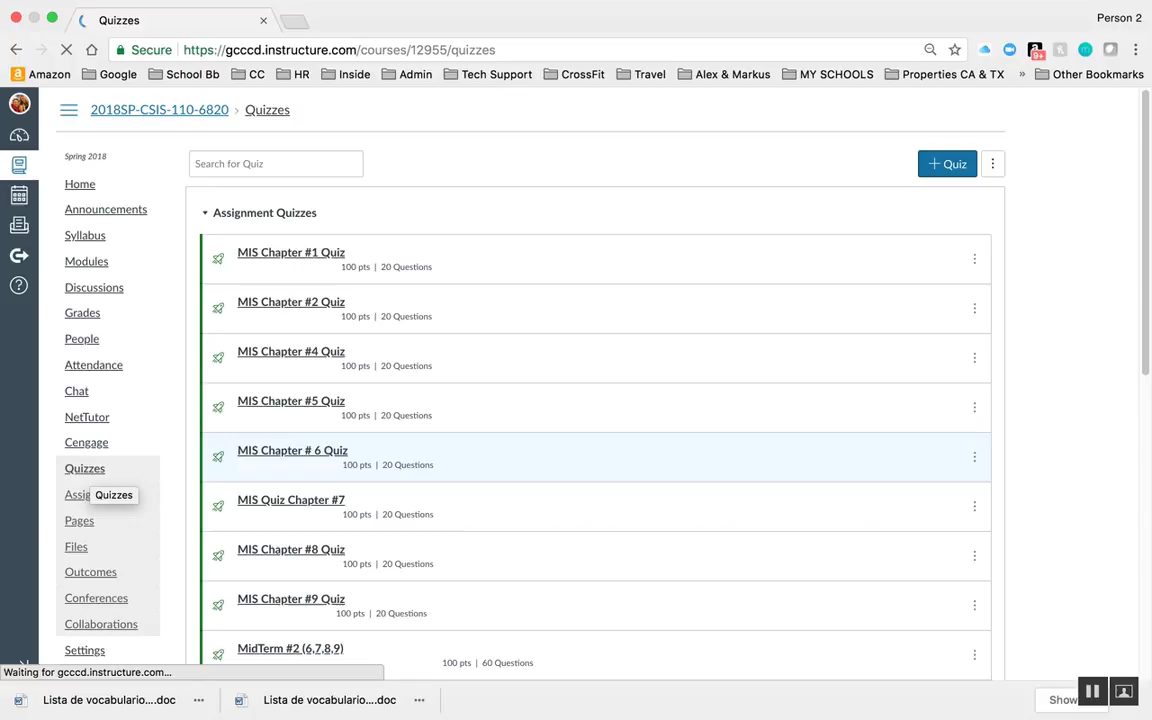 Quizzes
Person 2
Secure https://gcccd.instructure.com/courses/12955/quizzes
9+
Amazon Google School Bb CC HR Inside Admin Tech Support CrossFit Travel Alex & Markus MY SCHOOLS Properties CA & TX » Other Bookmarks
2018SP-CSIS-110-6820 › Quizzes
Spring 2018
Home
Announcements
Syllabus
Modules
Discussions
Grades
People
Attendance
Chat
NetTutor
Cengage
Quizzes
Assig
Quizzes
Pages
Files
Outcomes
Conferences
Collaborations
Settings
Search for Quiz
+ Quiz
Assignment Quizzes
MIS Chapter #1 Quiz
100 pts | 20 Questions
MIS Chapter #2 Quiz
100 pts | 20 Questions
MIS Chapter #4 Quiz
100 pts | 20 Questions
MIS Chapter #5 Quiz
100 pts | 20 Questions
MIS Chapter # 6 Quiz
100 pts | 20 Questions
MIS Quiz Chapter #7
100 pts | 20 Questions
MIS Chapter #8 Quiz
100 pts | 20 Questions
MIS Chapter #9 Quiz
100 pts | 20 Questions
MidTerm #2 (6,7,8,9)
100 pts | 60 Questions
Waiting for gcccd.instructure.com...
Lista de vocabulario....doc
Lista de vocabulario....doc
Show